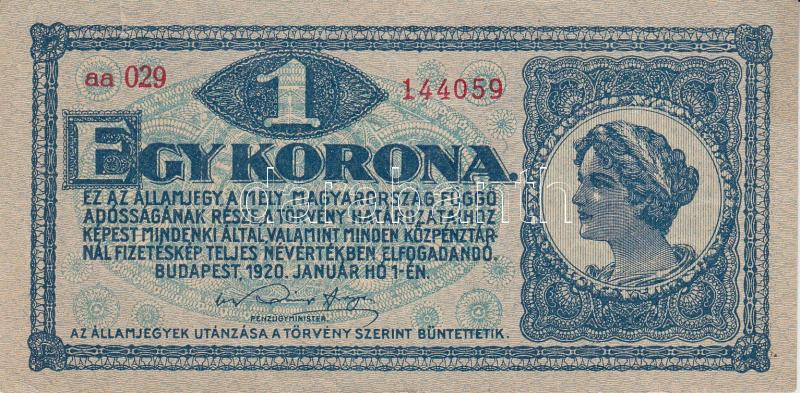 aa 029
1
144059
EGY KORONA.
EZ AZ ÁLLAMJEGY, A MELY MAGYARORSZÁG FÜGGŐ
ADÓSSÁGÁNAK RÉSZE, A TÖRVÉNY HATÁROZATAIHOZ
KÉPEST MINDENKI ÁLTAL, VALAMINT MINDEN KÖZPÉNZTÁR-
NÁL FIZETÉSKÉP TELJES NÉVÉRTÉKBEN ELFOGADANDÓ.
BUDAPEST, 1920. JANUÁR HÓ 1-ÉN.
PÉNZÜGYMINISTER.
AZ ÁLLAMJEGYEK UTÁNZÁSA A TÖRVÉNY SZERINT BÜNTETTETIK.
darabanth